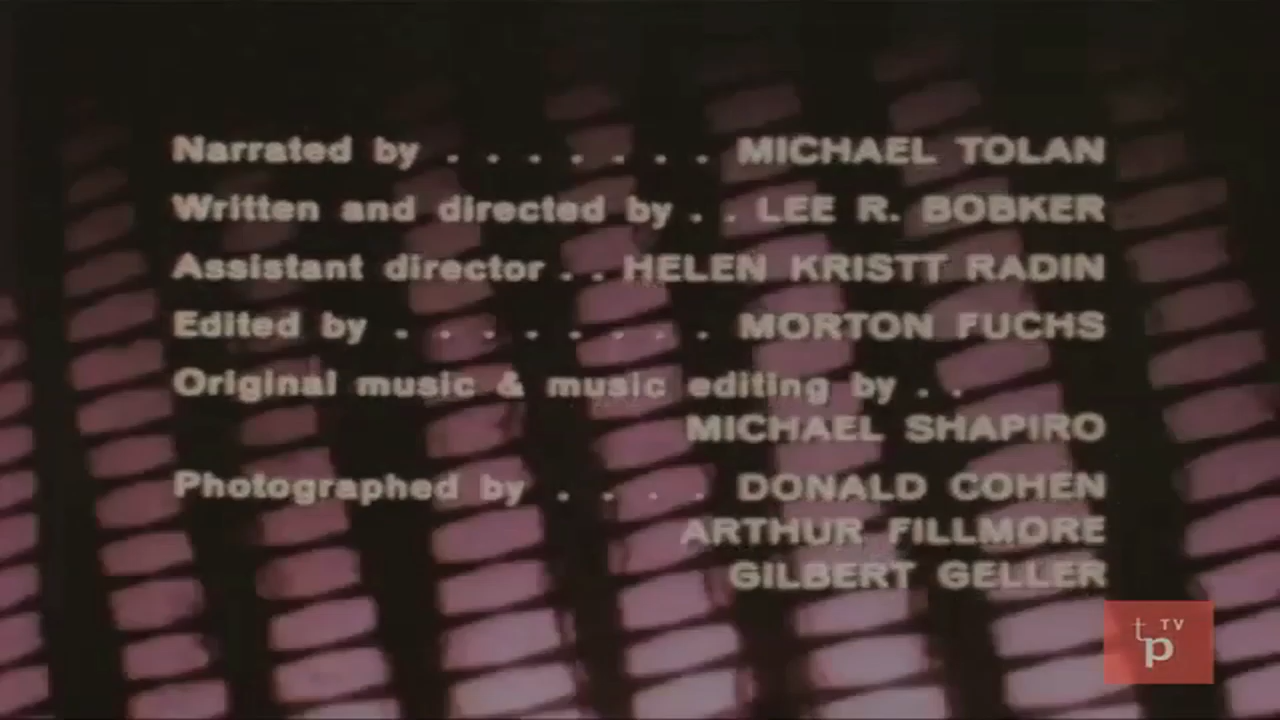 Narrated by . . . . . . . MICHAEL TOLAN
Written and directed by . . LEE R. BOBKER
Assistant director . . HELEN KRISTT RADIN
Edited by . . . . . . . . MORTON FUCHS
Original music & music editing by . .
MICHAEL SHAPIRO
Photographed by . . . . DONALD COHEN
ARTHUR FILLMORE
GILBERT GELLER
tp TV